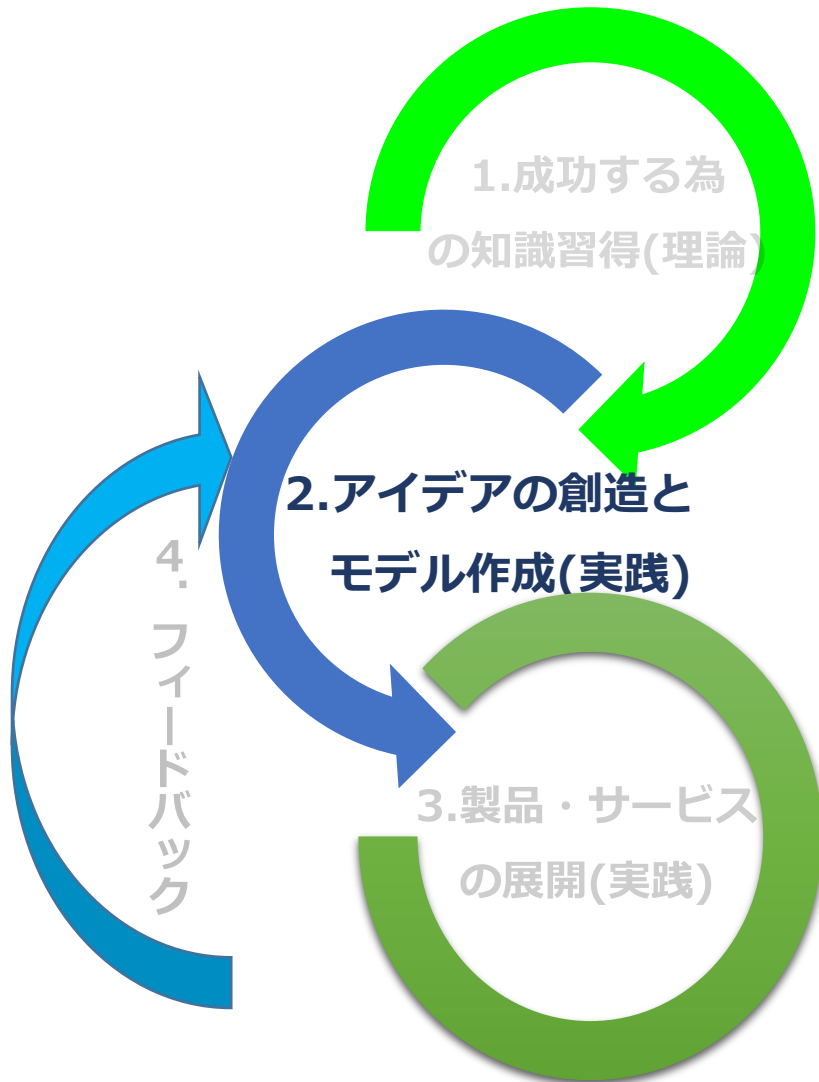 1.成功する為
の知識習得(理論)
2.アイデアの創造と
モデル作成(実践)
3.製品・サービス
の展開(実践)
4. フィードバック